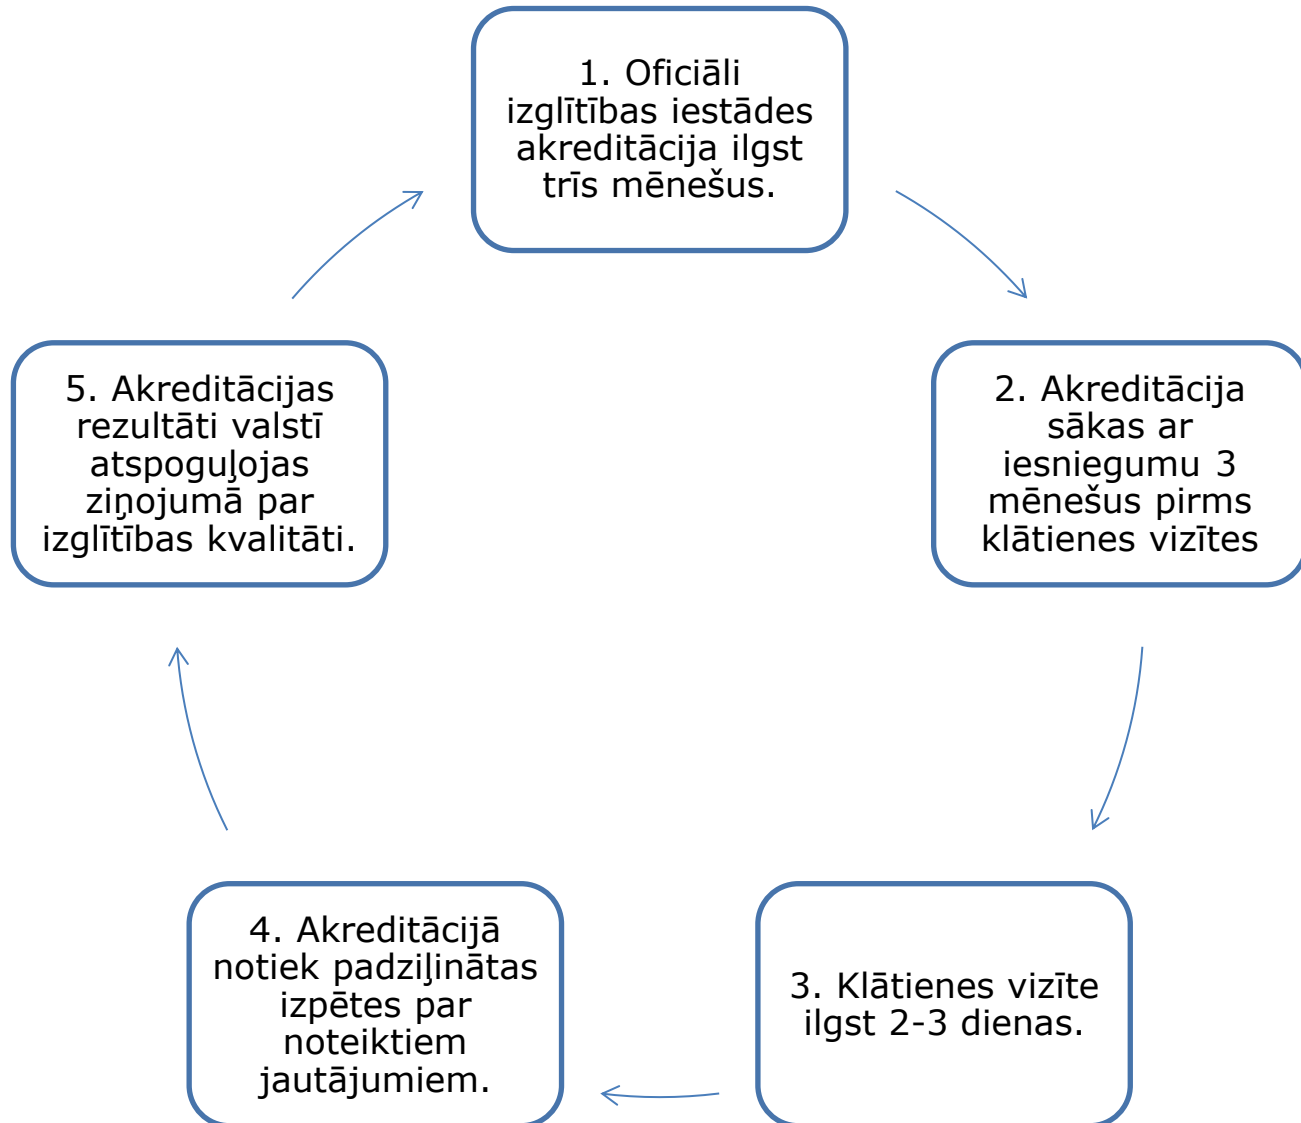 1. Oficiāli
izglītības iestādes
akreditācija ilgst
trīs mēnešus.
2. Akreditācija
sākas ar
iesniegumu 3
mēnešus pirms
klātienes vizītes
3. Klātienes vizīte
ilgst 2-3 dienas.
4. Akreditācijā
notiek padziļinātas
izpētes par
noteiktiem
jautājumiem.
5. Akreditācijas
rezultāti valstī
atspoguļojas
ziņojumā par
izglītības kvalitāti.